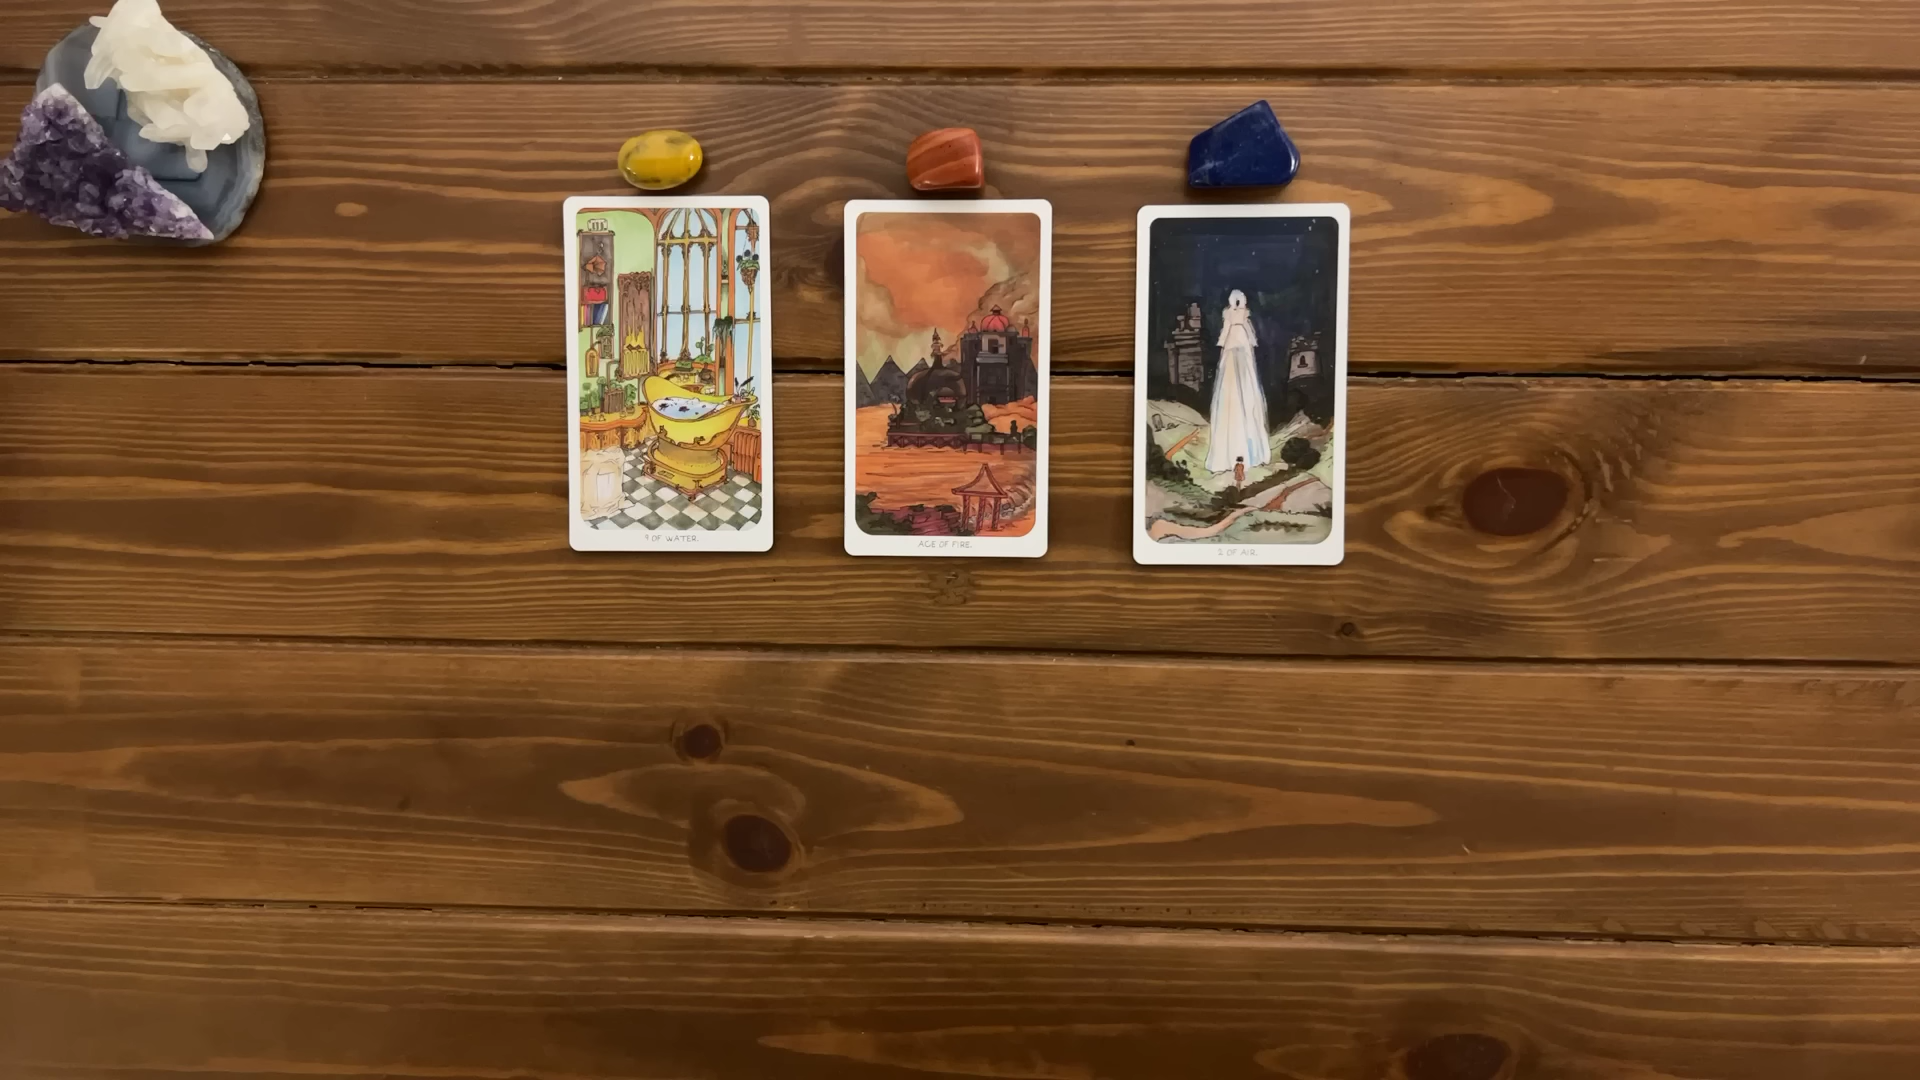 9 OF WATER.
ACE OF FIRE.
2 OF AIR.